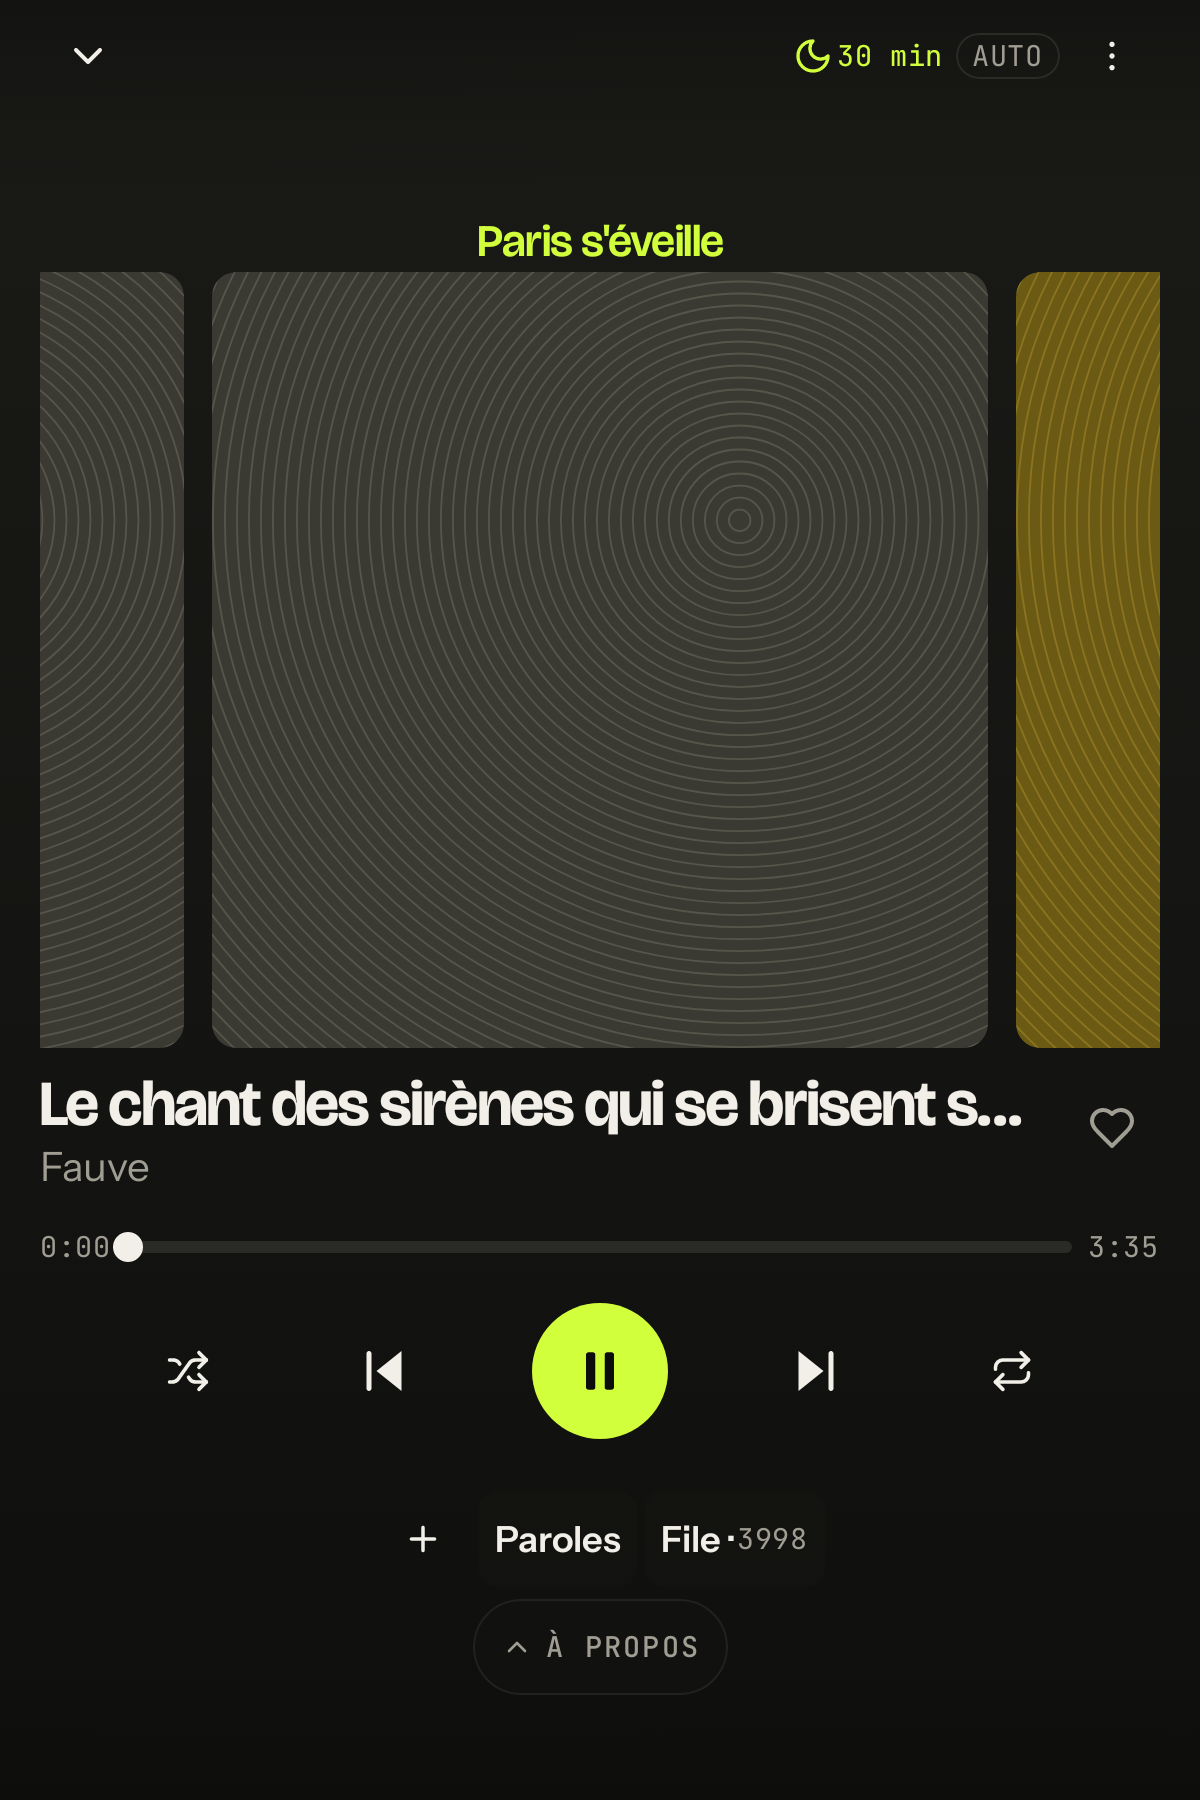 30 min AUTO
Paris s'éveille
Le chant des sirènes qui se brisent s...
Fauve
0:00 3:35
Paroles File·3998
À PROPOS